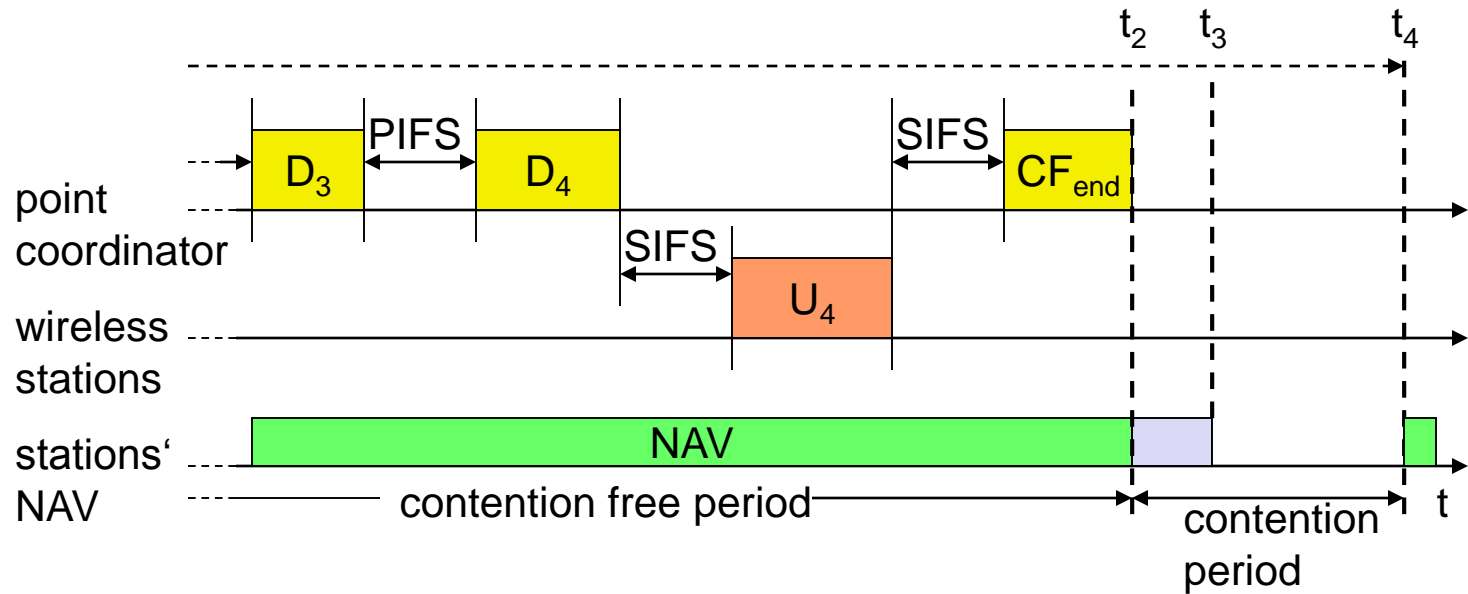 t₂ t₃ t₄
PIFS SIFS
D₃ D₄ CFₑₙd
point
coordinator
SIFS
U₄
wireless
stations
NAV
stations‘
NAV
contention free period t
contention
period